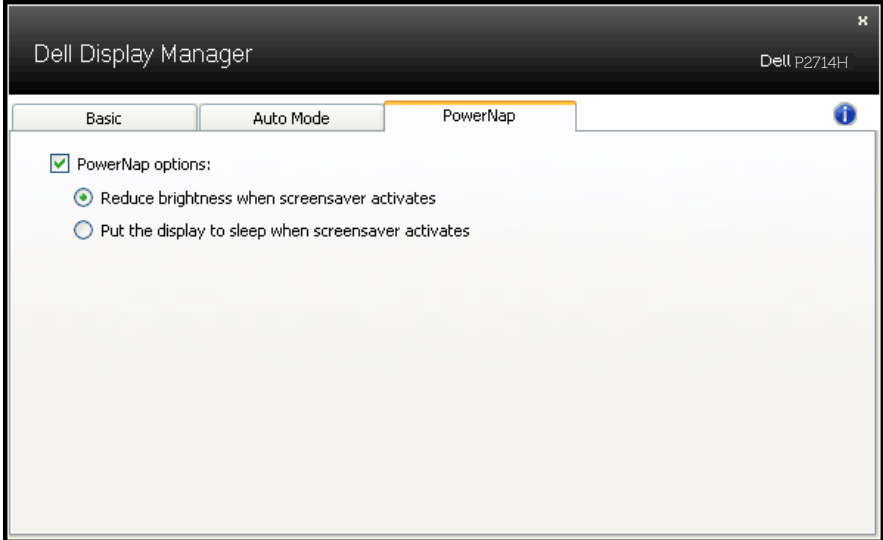 x
Dell Display Manager
Dell P2714H
Basic Auto Mode PowerNap i
PowerNap options:
Reduce brightness when screensaver activates
Put the display to sleep when screensaver activates